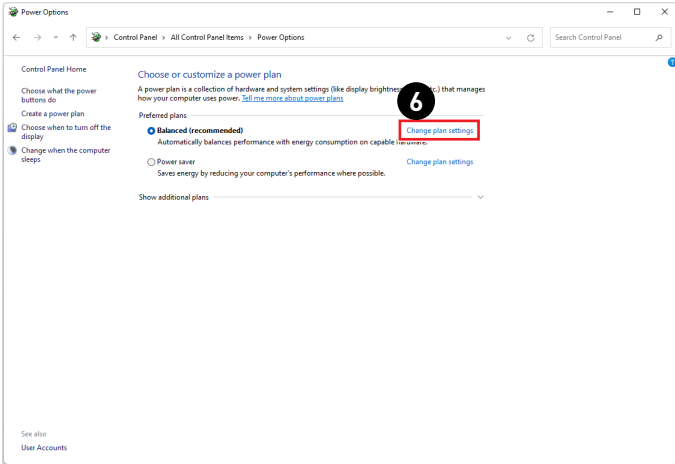 Power Options
Control Panel > All Control Panel Items > Power Options
Search Control Panel
?
Control Panel Home
Choose what the power
buttons do
Create a power plan
Choose when to turn off the
display
Change when the computer
sleeps
See also
User Accounts
Choose or customize a power plan
A power plan is a collection of hardware and system settings (like display brightness, etc.) that manages
how your computer uses power. Tell me more about power plans
6
Preferred plans
Balanced (recommended)
Change plan settings
Automatically balances performance with energy consumption on capable hardware.
Power saver
Change plan settings
Saves energy by reducing your computer's performance where possible.
Show additional plans